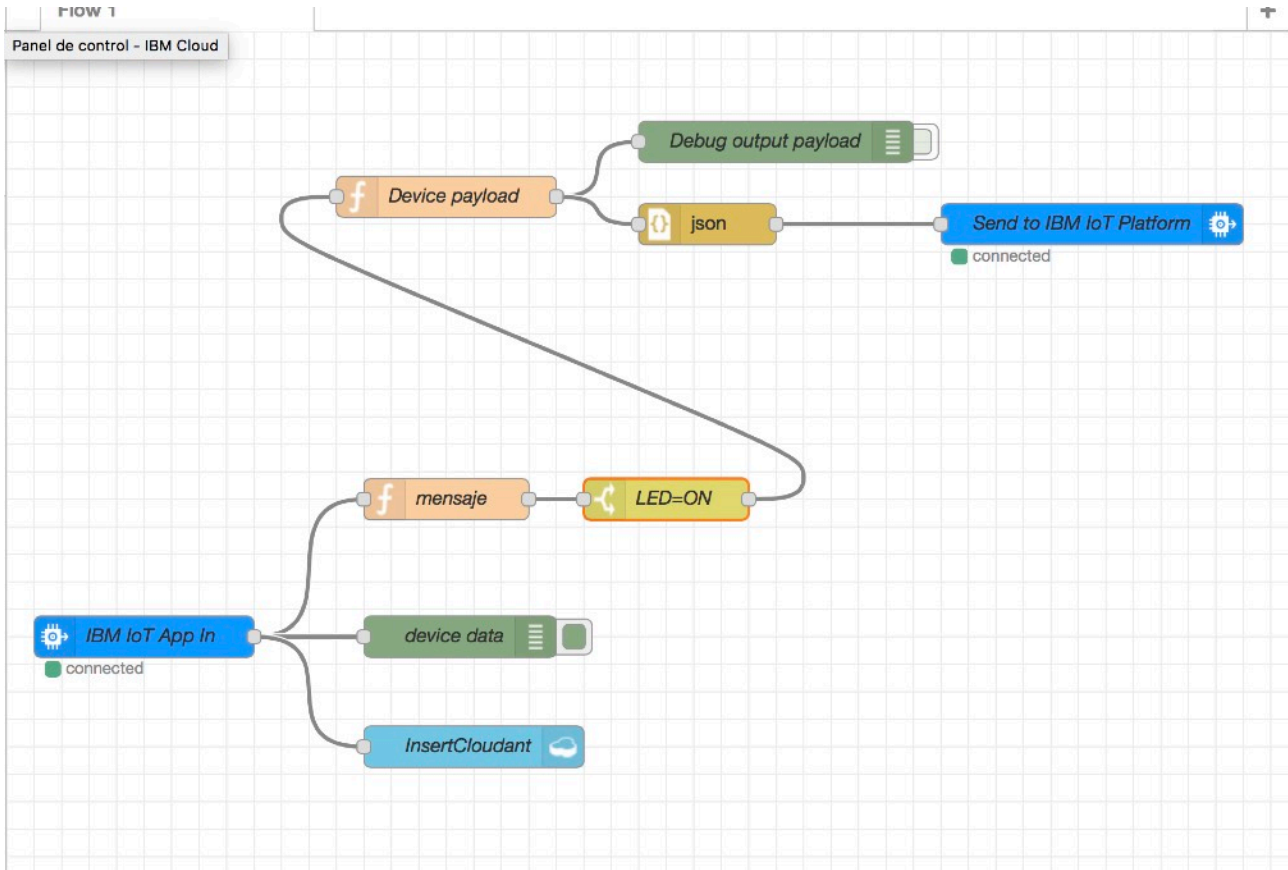 Flow 1
Panel de control - IBM Cloud
Debug output payload
Device payload
json
Send to IBM IoT Platform
connected
mensaje
LED=ON
IBM IoT App In
device data
connected
InsertCloudant